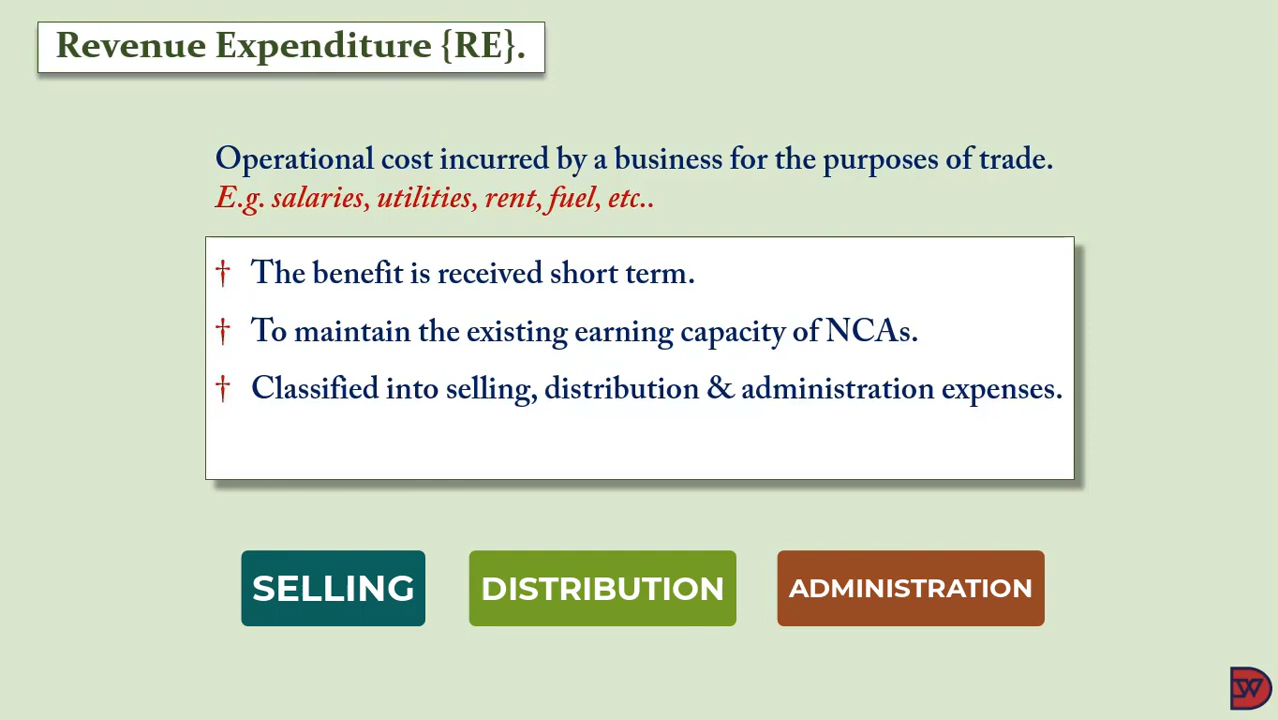 Revenue Expenditure {RE}.
Operational cost incurred by a business for the purposes of trade.
E.g. salaries, utilities, rent, fuel, etc..
† The benefit is received short term.
† To maintain the existing earning capacity of NCAs.
† Classified into selling, distribution & administration expenses.
SELLING
DISTRIBUTION
ADMINISTRATION
DW